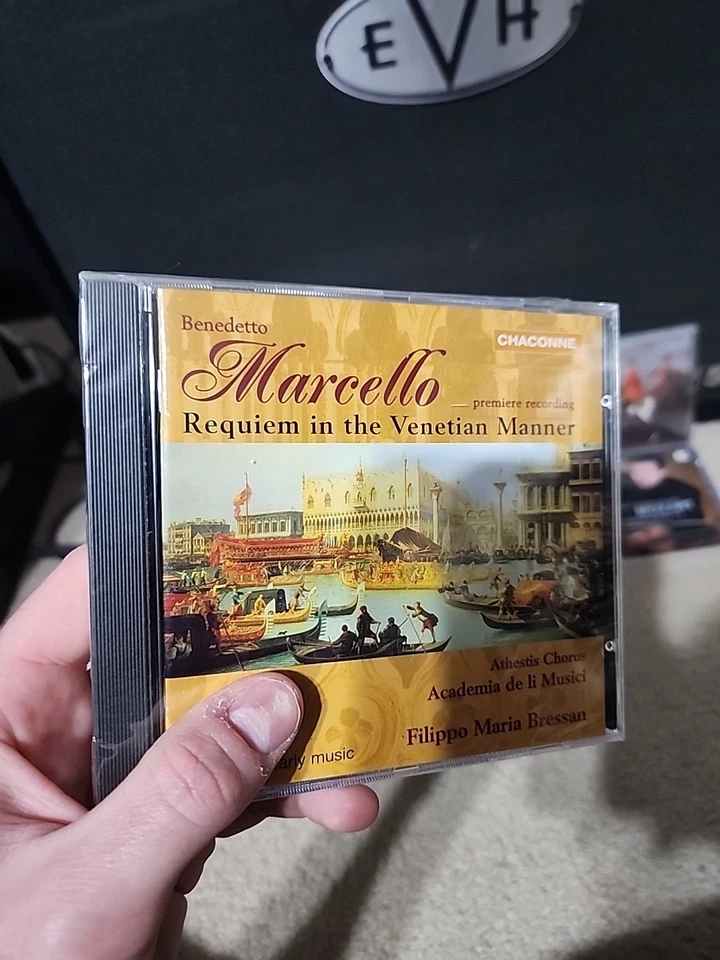 EVH
Benedetto
CHACONNE
Marcello
premiere recording
Requiem in the Venetian Manner
Athestis Chorus
Academia de li Musici
Filippo Maria Bressan
music